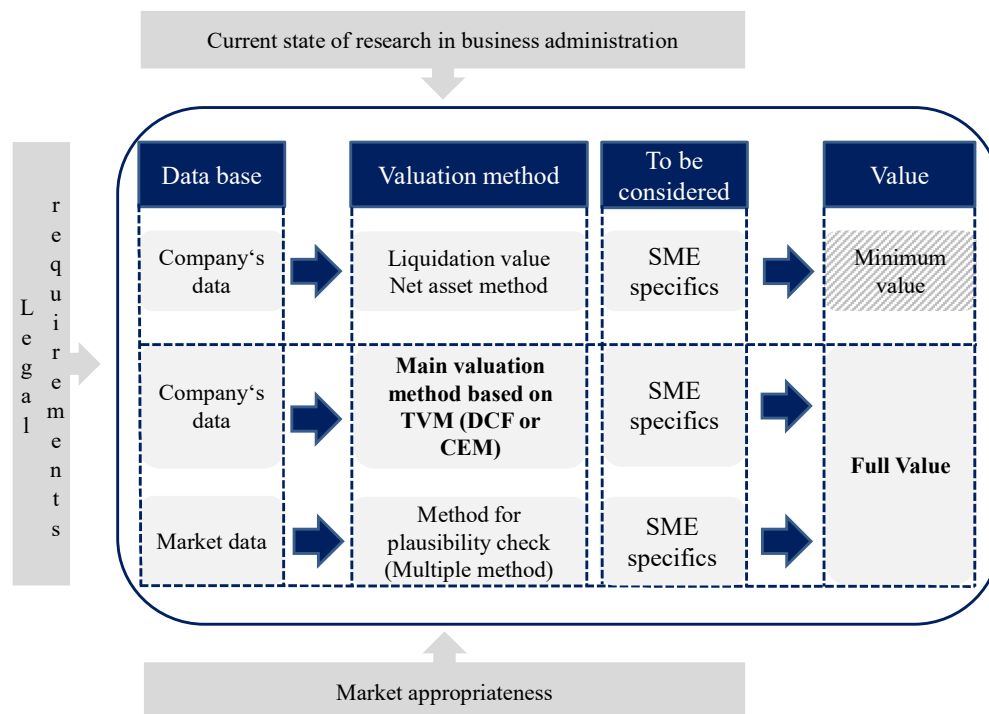 Current state of research in business administration
Legal
requirements
Data base
Valuation method
To be
considered
Value
Company‘s
data
Liquidation value
Net asset method
SME
specifics
Minimum
value
Company‘s
data
Main valuation
method based on
TVM (DCF or
CEM)
SME
specifics
Full Value
Market data
Method for
plausibility check
(Multiple method)
SME
specifics
Market appropriateness